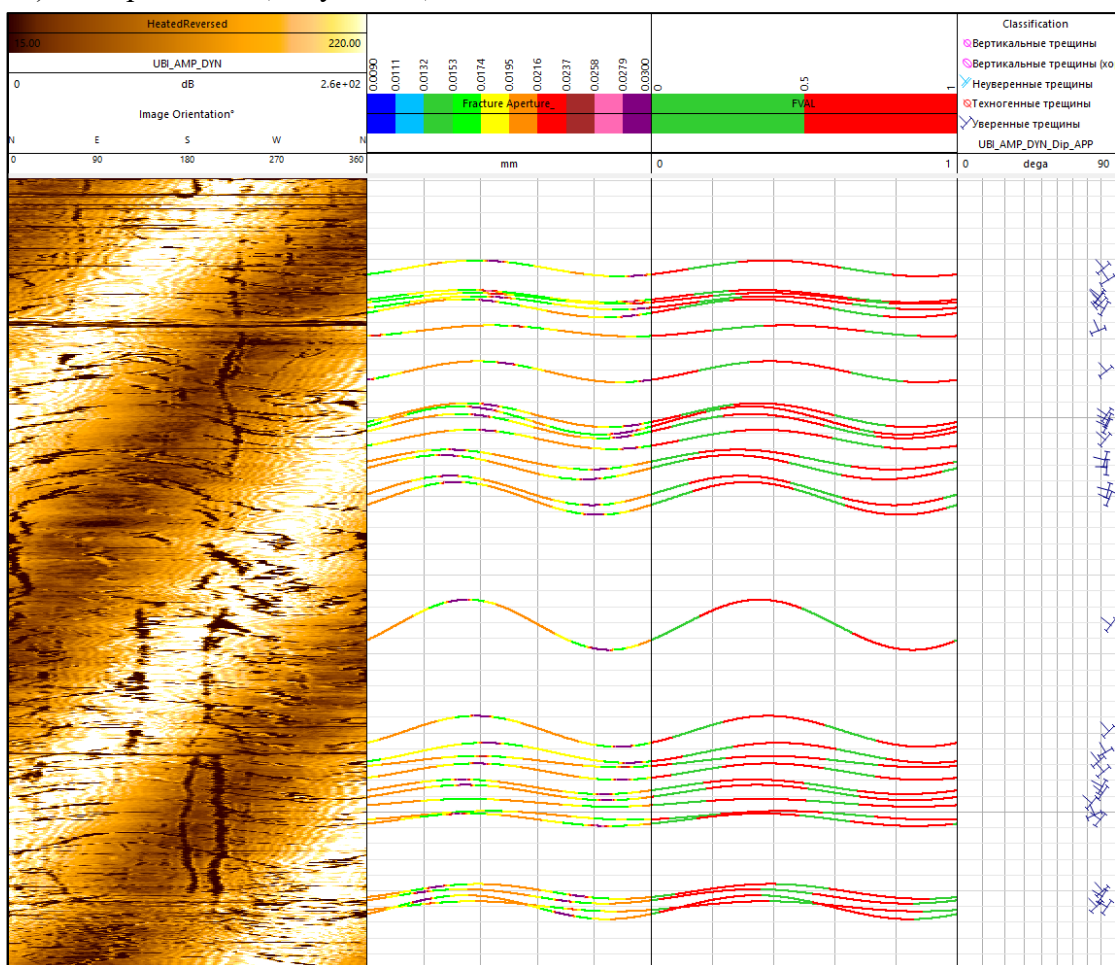 HeatedReversed
15.00 220.00
UBI_AMP_DYN
0 dB 2.6e+02
Image Orientation°
N E S W N
0 90 180 270 360
0.0090 0.0111 0.0132 0.0153 0.0174 0.0195 0.0216 0.0237 0.0258 0.0279 0.0300
Fracture Aperture_
mm
0 0.5 1
FVAL
0 1
Classification
Вертикальные трещины
Вертикальные трещины (хо
Неуверенные трещины
Техногенные трещины
Уверенные трещины
UBI_AMP_DYN_Dip_APP
0 dega 90